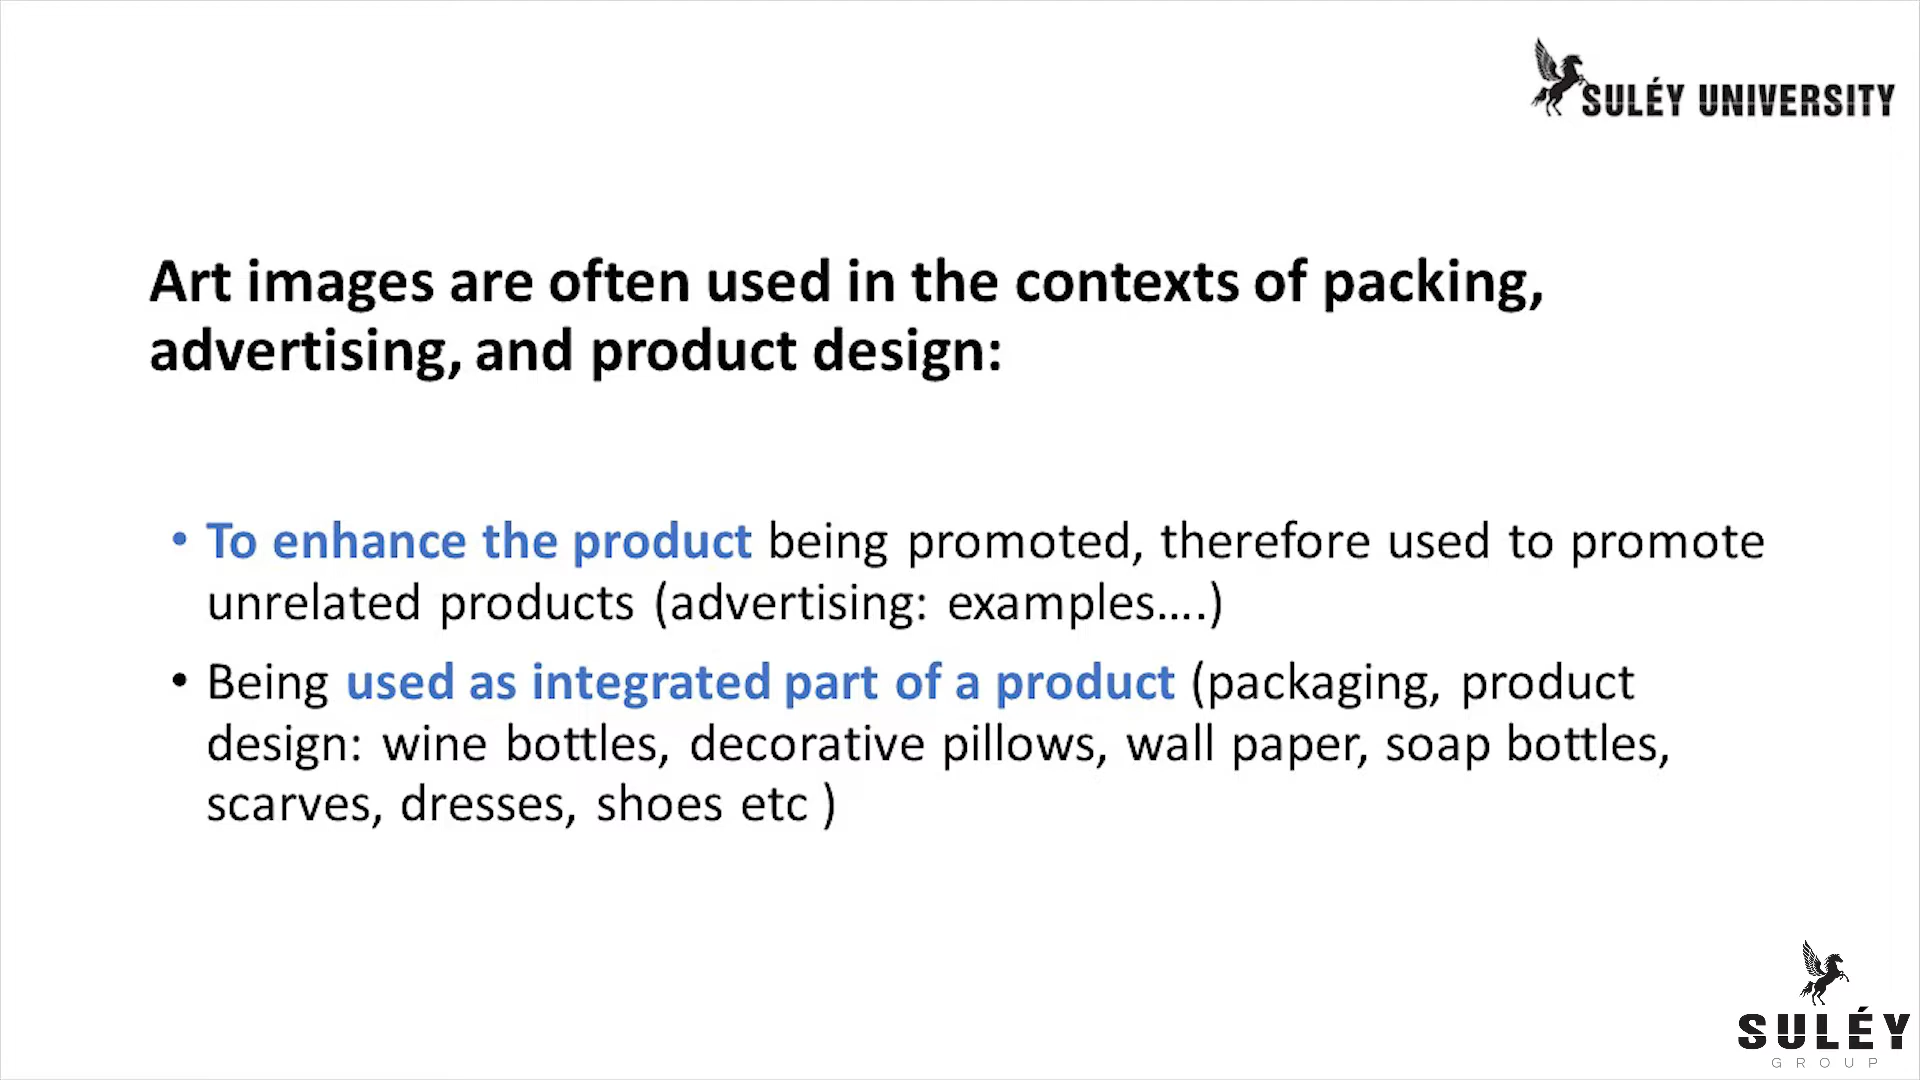 SULÉY UNIVERSITY
Art images are often used in the contexts of packing,
advertising, and product design:
• To enhance the product being promoted, therefore used to promote
unrelated products (advertising: examples....)
• Being used as integrated part of a product (packaging, product
design: wine bottles, decorative pillows, wall paper, soap bottles,
scarves, dresses, shoes etc )
SULÉY
GROUP